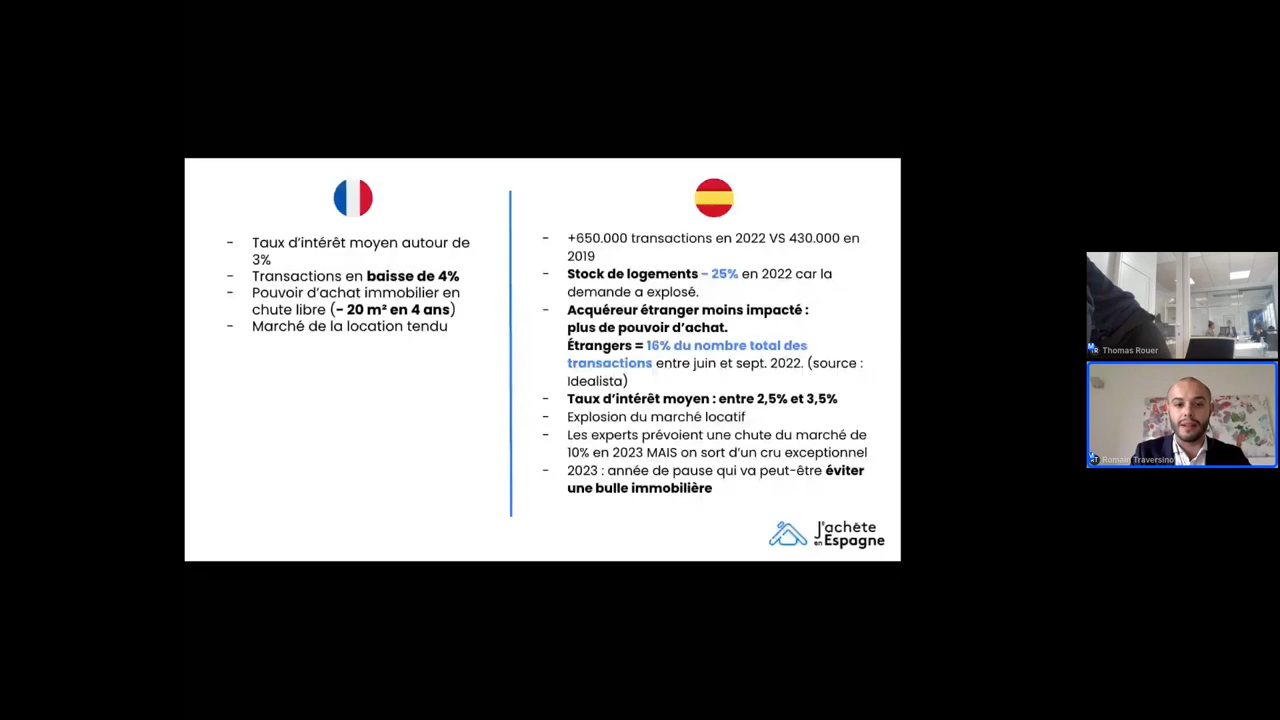 - Taux d'intérêt moyen autour de
3%
- Transactions en baisse de 4%
- Pouvoir d'achat immobilier en
chute libre (- 20 m² en 4 ans)
- Marché de la location tendu
- +650.000 transactions en 2022 VS 430.000 en
2019
- Stock de logements - 25% en 2022 car la
demande a explosé.
- Acquéreur étranger moins impacté :
plus de pouvoir d'achat.
Étrangers = 16% du nombre total des
transactions entre juin et sept. 2022. (source :
Idealista)
- Taux d'intérêt moyen : entre 2,5% et 3,5%
- Explosion du marché locatif
- Les experts prévoient une chute du marché de
10% en 2023 MAIS on sort d'un cru exceptionnel
- 2023 : année de pause qui va peut-être éviter
une bulle immobilière
J'achète
en Espagne
Thomas Rouer
Romain Traversino